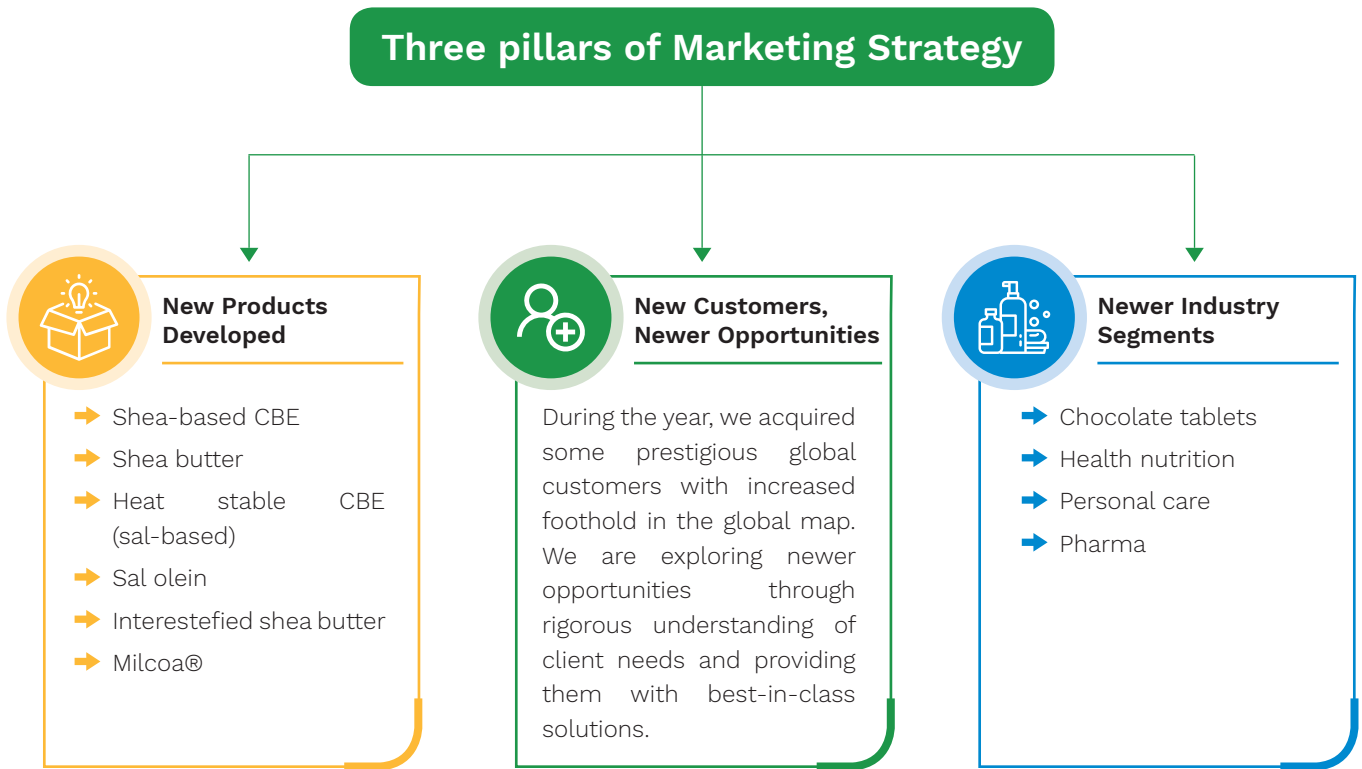 Three pillars of Marketing Strategy
New Products
Developed
Shea-based CBE
Shea butter
Heat stable CBE
(sal-based)
Sal olein
Interestefied shea butter
Milcoa®
New Customers,
Newer Opportunities
During the year, we acquired
some prestigious global
customers with increased
foothold in the global map.
We are exploring newer
opportunities through
rigorous understanding of
client needs and providing
them with best-in-class
solutions.
Newer Industry
Segments
Chocolate tablets
Health nutrition
Personal care
Pharma